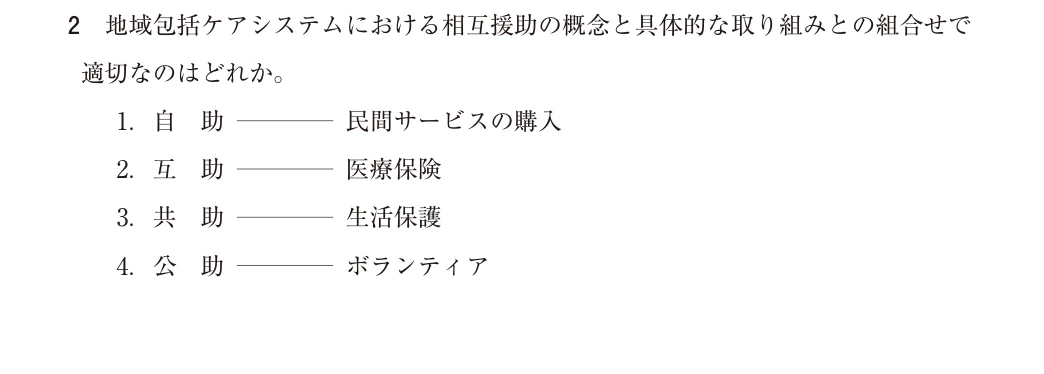 2 地域包括ケアシステムにおける相互援助の概念と具体的な取り組みとの組合せで
適切なのはどれか。
1. 自 助 ―――― 民間サービスの購入
2. 互 助 ―――― 医療保険
3. 共 助 ―――― 生活保護
4. 公 助 ―――― ボランティア